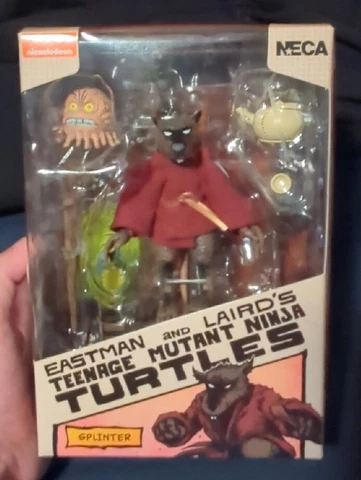 nickelodeon
NECA
EASTMAN AND LAIRD'S
TEENAGE MUTANT NINJA
TURTLES
SPLINTER